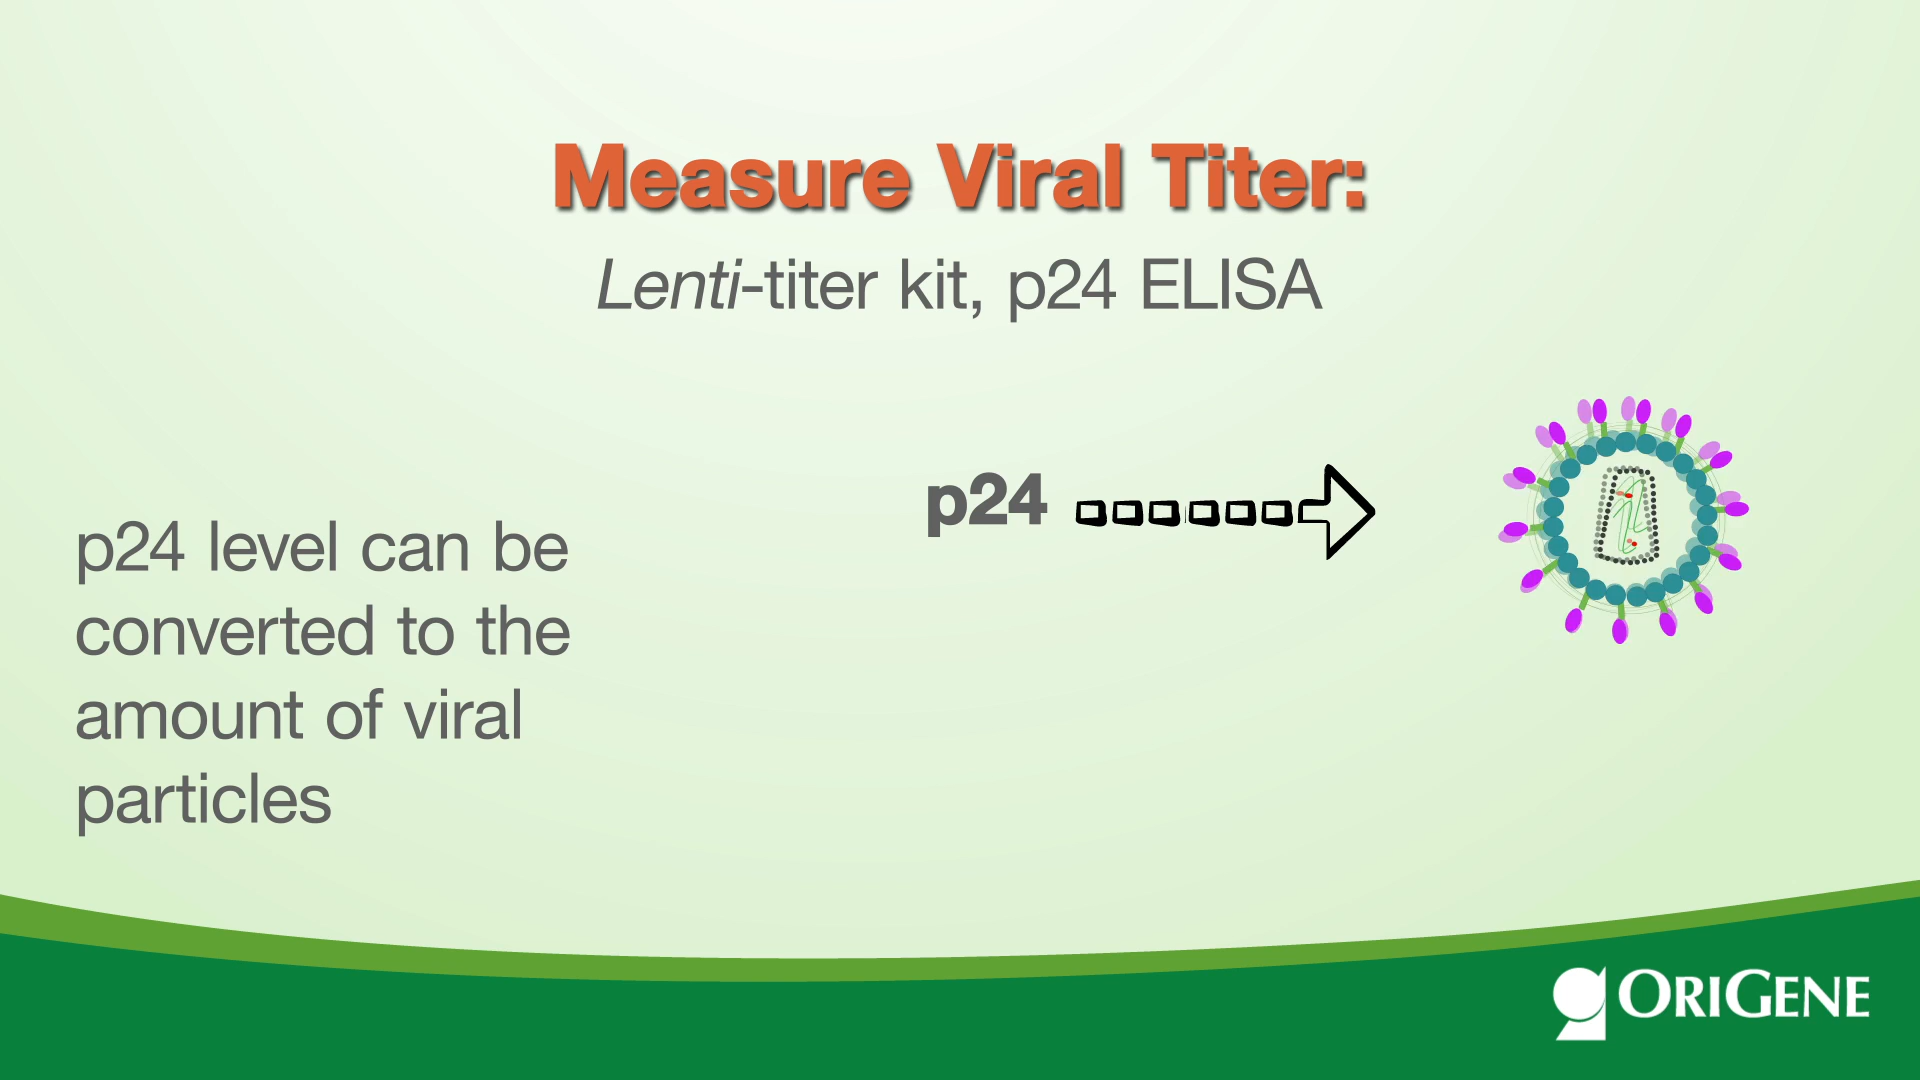 Measure Viral Titer:
Lenti-titer kit, p24 ELISA
p24 level can be
converted to the
amount of viral
particles
p24
ORIGENE